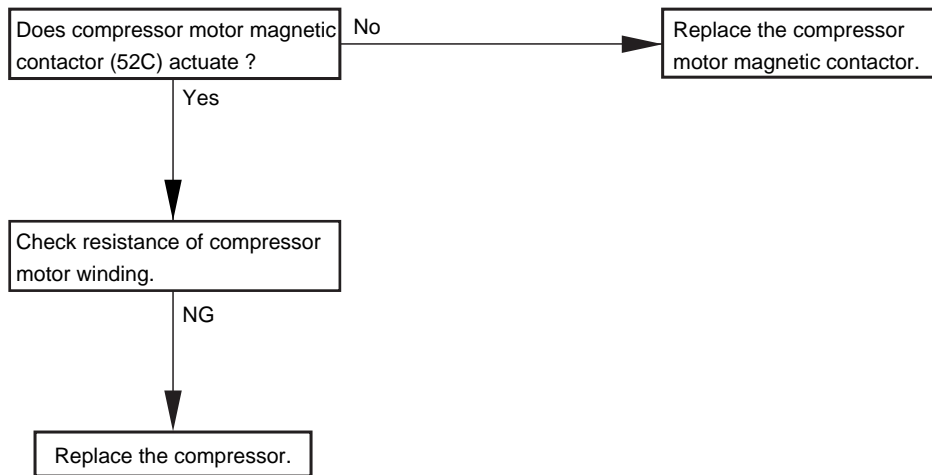 Does compressor motor magnetic
contactor (52C) actuate ?
No
Replace the compressor
motor magnetic contactor.
Yes
Check resistance of compressor
motor winding.
NG
Replace the compressor.